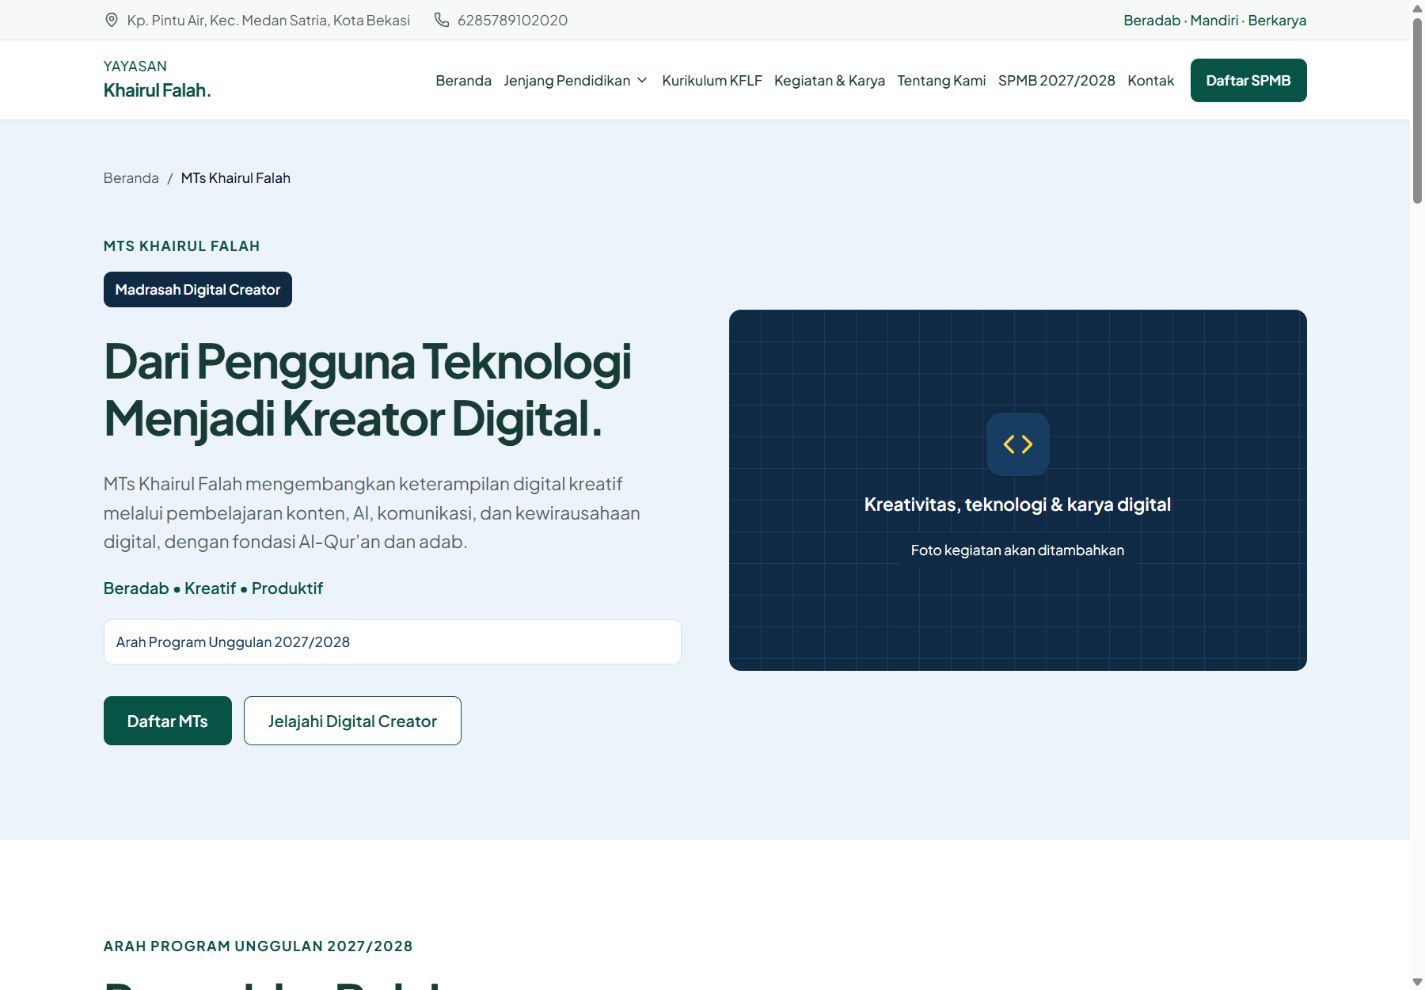 Kp. Pintu Air, Kec. Medan Satria, Kota Bekasi
6285789102020
Beradab · Mandiri · Berkarya
YAYASAN
Khairul Falah.
Beranda
Jenjang Pendidikan
Kurikulum KFLF
Kegiatan & Karya
Tentang Kami
SPMB 2027/2028
Kontak
Daftar SPMB
Beranda / MTs Khairul Falah
MTS KHAIRUL FALAH
Madrasah Digital Creator
Dari Pengguna Teknologi
Menjadi Kreator Digital.
MTs Khairul Falah mengembangkan keterampilan digital kreatif
melalui pembelajaran konten, AI, komunikasi, dan kewirausahaan
digital, dengan fondasi Al-Qur’an dan adab.
Beradab • Kreatif • Produktif
Arah Program Unggulan 2027/2028
Daftar MTs
Jelajahi Digital Creator
Kreativitas, teknologi & karya digital
Foto kegiatan akan ditambahkan
ARAH PROGRAM UNGGULAN 2027/2028